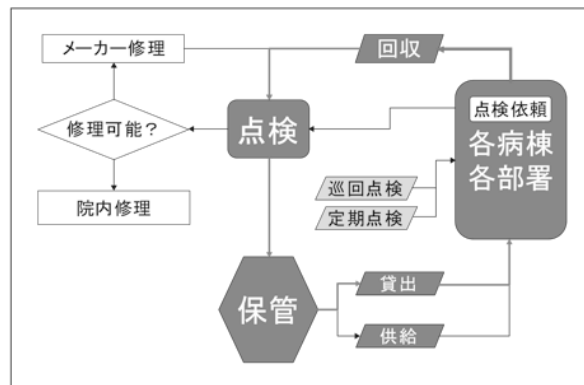 メーカー修理
回収
点検依頼
修理可能？
点検
各病棟
各部署
巡回点検
定期点検
院内修理
保管
貸出
供給